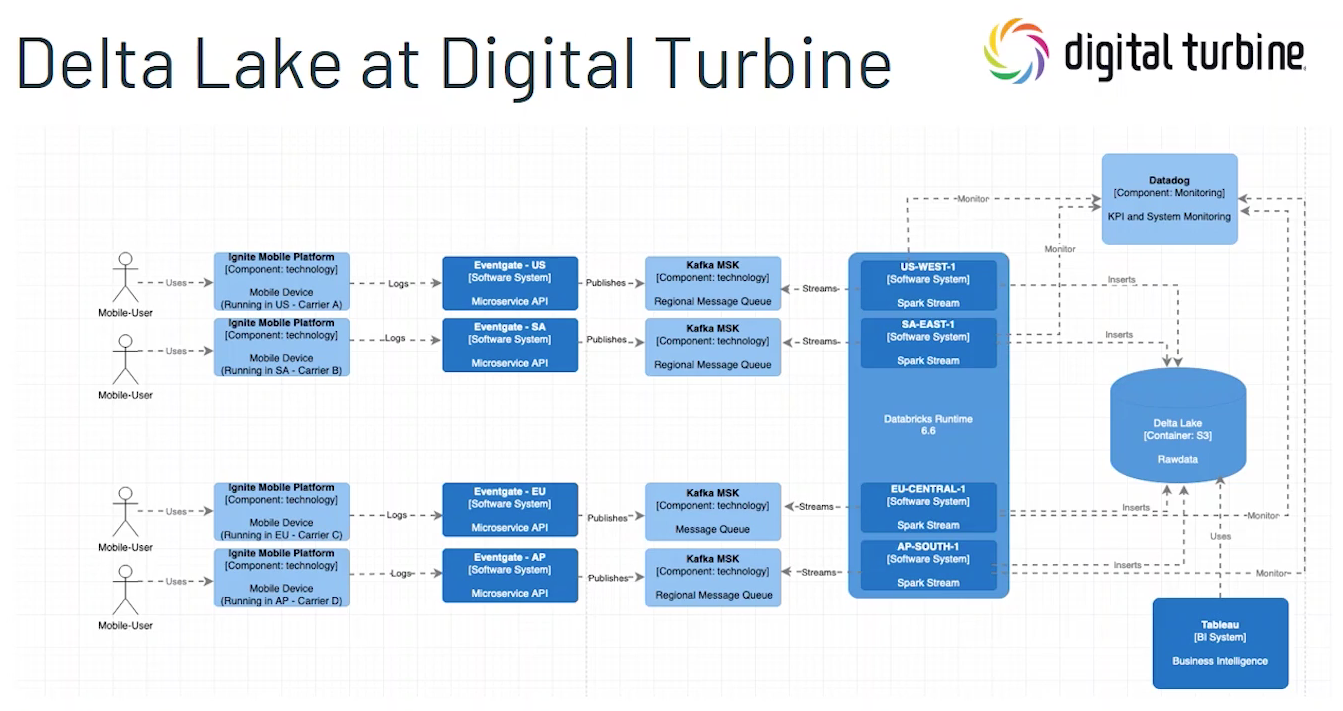 Delta Lake at Digital Turbine
digital turbine
Datadog
[Component: Monitoring]
KPI and System Monitoring
Monitor
Monitor
Mobile-User
Uses
Ignite Mobile Platform
[Component: technology]
Mobile Device
(Running in US - Carrier A)
Logs
Eventgate - US
[Software System]
Microservice API
Publishes
Kafka MSK
[Component: technology]
Regional Message Queue
Streams
US-WEST-1
[Software System]
Spark Stream
Inserts
Mobile-User
Uses
Ignite Mobile Platform
[Component: technology]
Mobile Device
(Running in SA - Carrier B)
Logs
Eventgate - SA
[Software System]
Microservice API
Publishes
Kafka MSK
[Component: technology]
Regional Message Queue
Streams
SA-EAST-1
[Software System]
Spark Stream
Inserts
Databricks Runtime
6.6
Delta Lake
[Container: S3]
Rawdata
Mobile-User
Uses
Ignite Mobile Platform
[Component: technology]
Mobile Device
(Running in EU - Carrier C)
Logs
Eventgate - EU
[Software System]
Microservice API
Publishes
Kafka MSK
[Component: technology]
Message Queue
Streams
EU-CENTRAL-1
[Software System]
Spark Stream
Inserts
Monitor
Uses
Mobile-User
Uses
Ignite Mobile Platform
[Component: technology]
Mobile Device
(Running in AP - Carrier D)
Logs
Eventgate - AP
[Software System]
Microservice API
Publishes
Kafka MSK
[Component: technology]
Regional Message Queue
Streams
AP-SOUTH-1
[Software System]
Spark Stream
Inserts
Monitor
Tableau
[BI System]
Business Intelligence